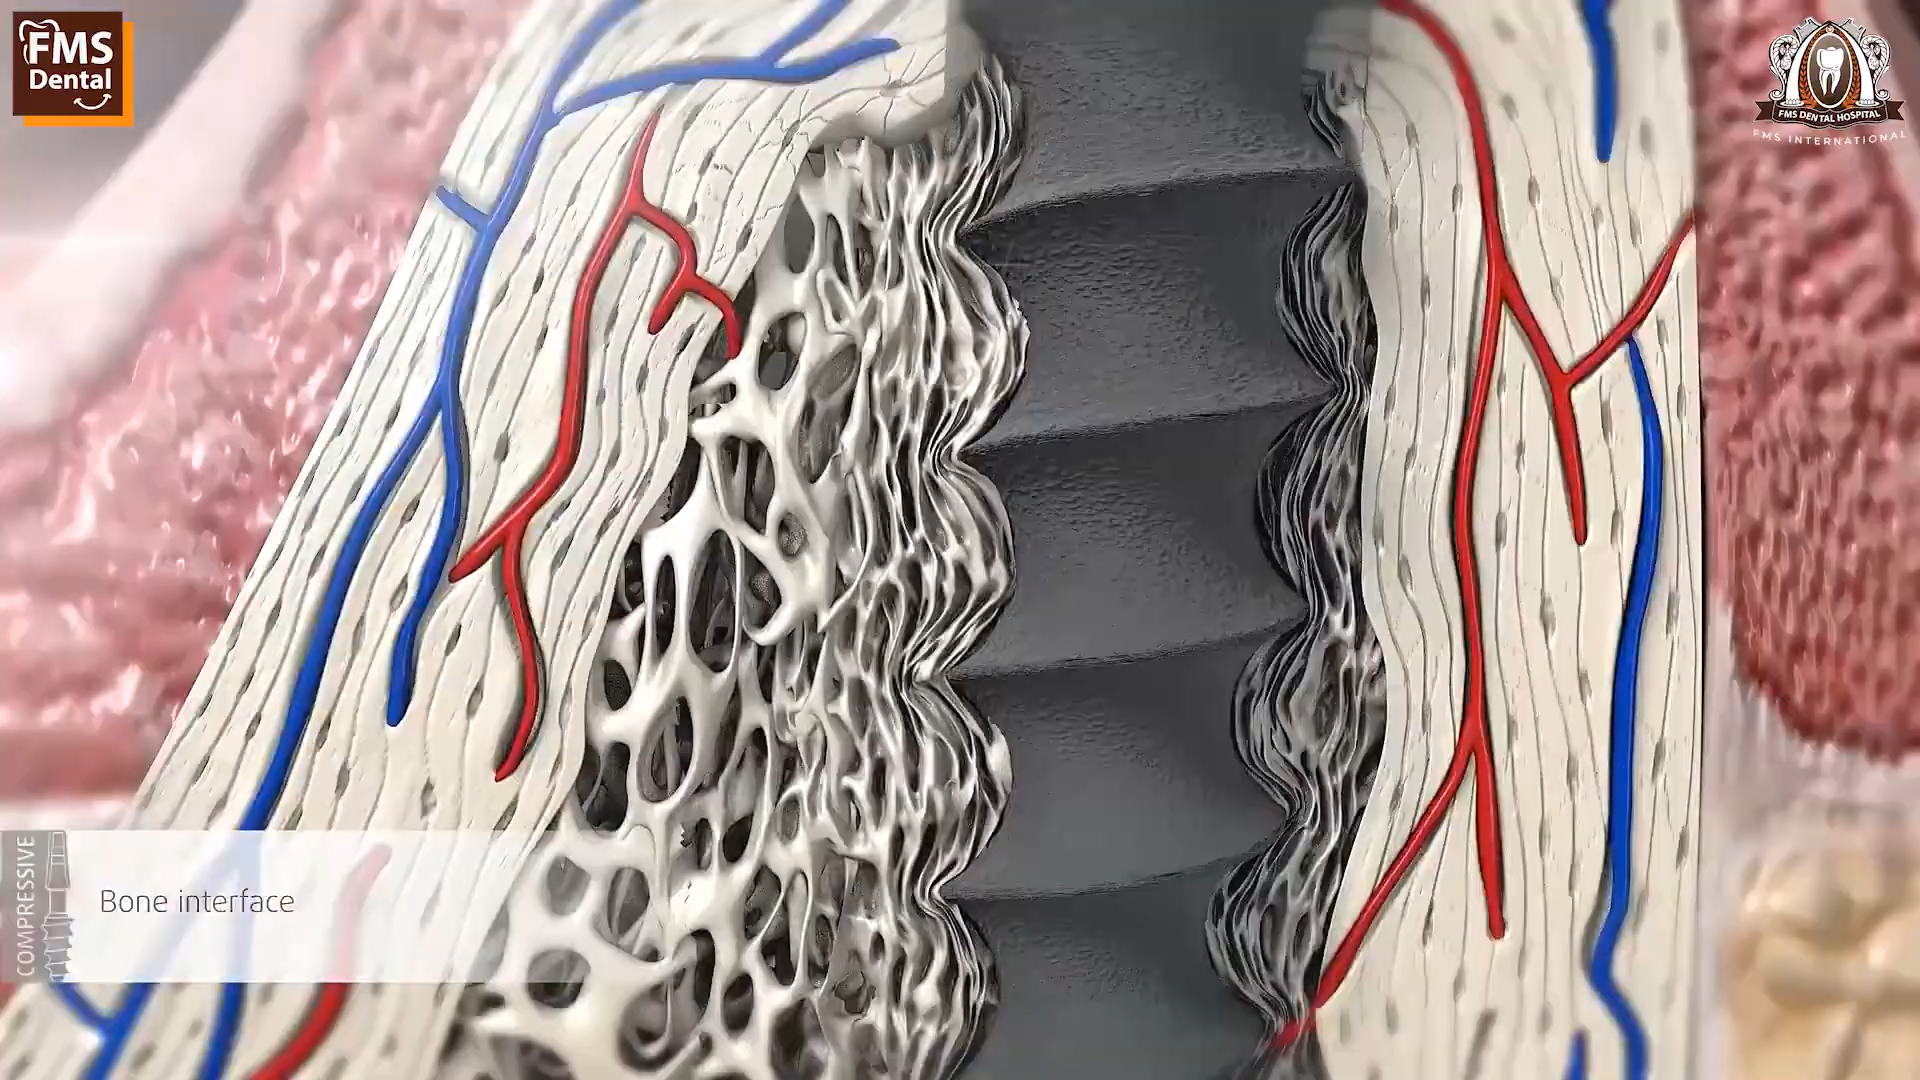 FMS
Dental
FMS DENTAL HOSPITAL
FMS INTERNATIONAL
COMPRESSIVE
Bone interface